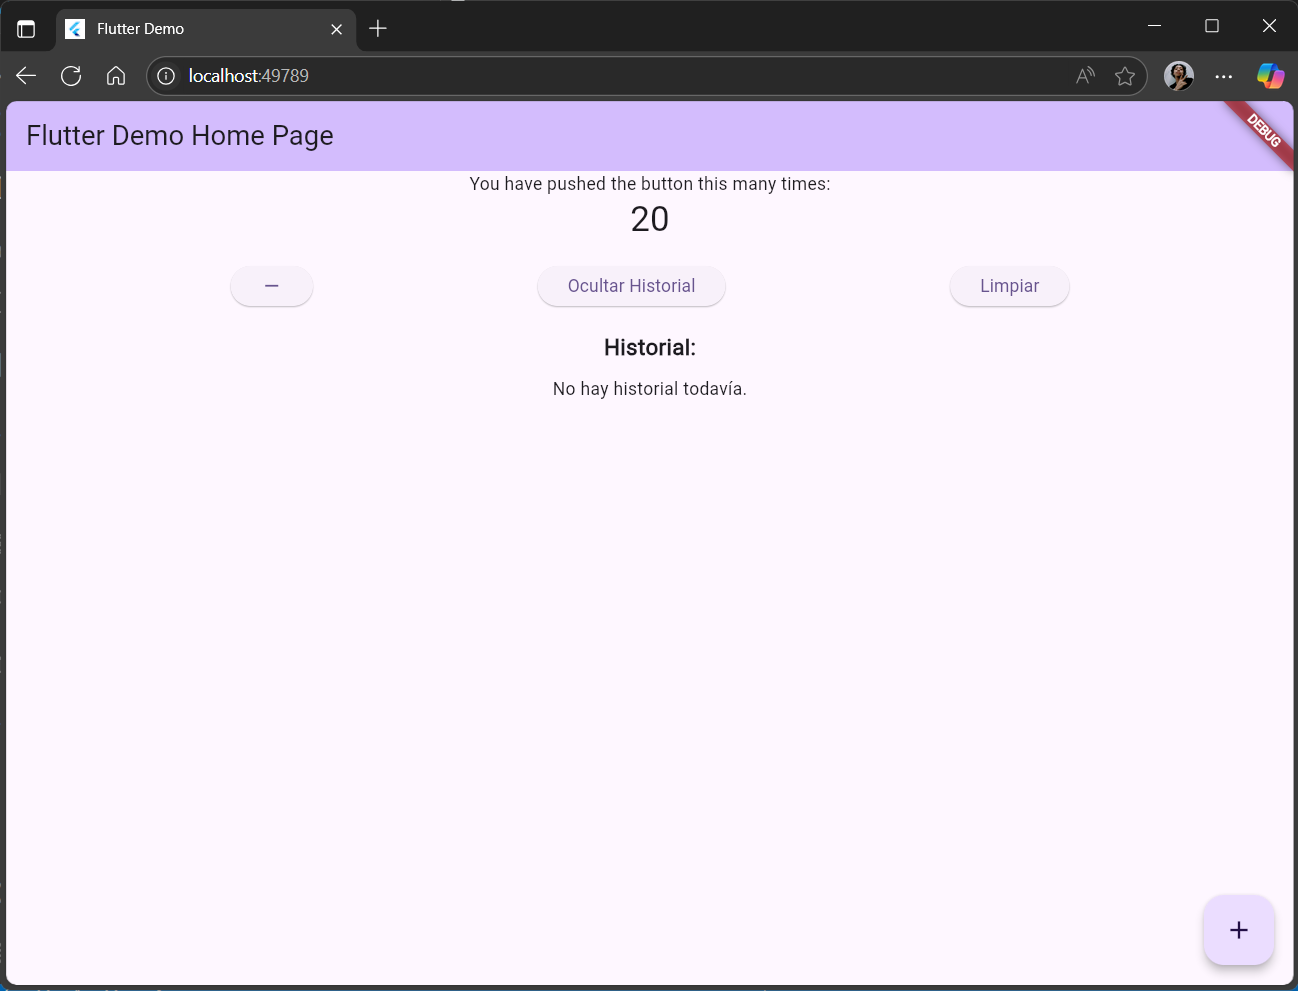 Flutter Demo
localhost:49789
Flutter Demo Home Page
DEBUG
You have pushed the button this many times:
20
− Ocultar Historial Limpiar
Historial:
No hay historial todavía.
+